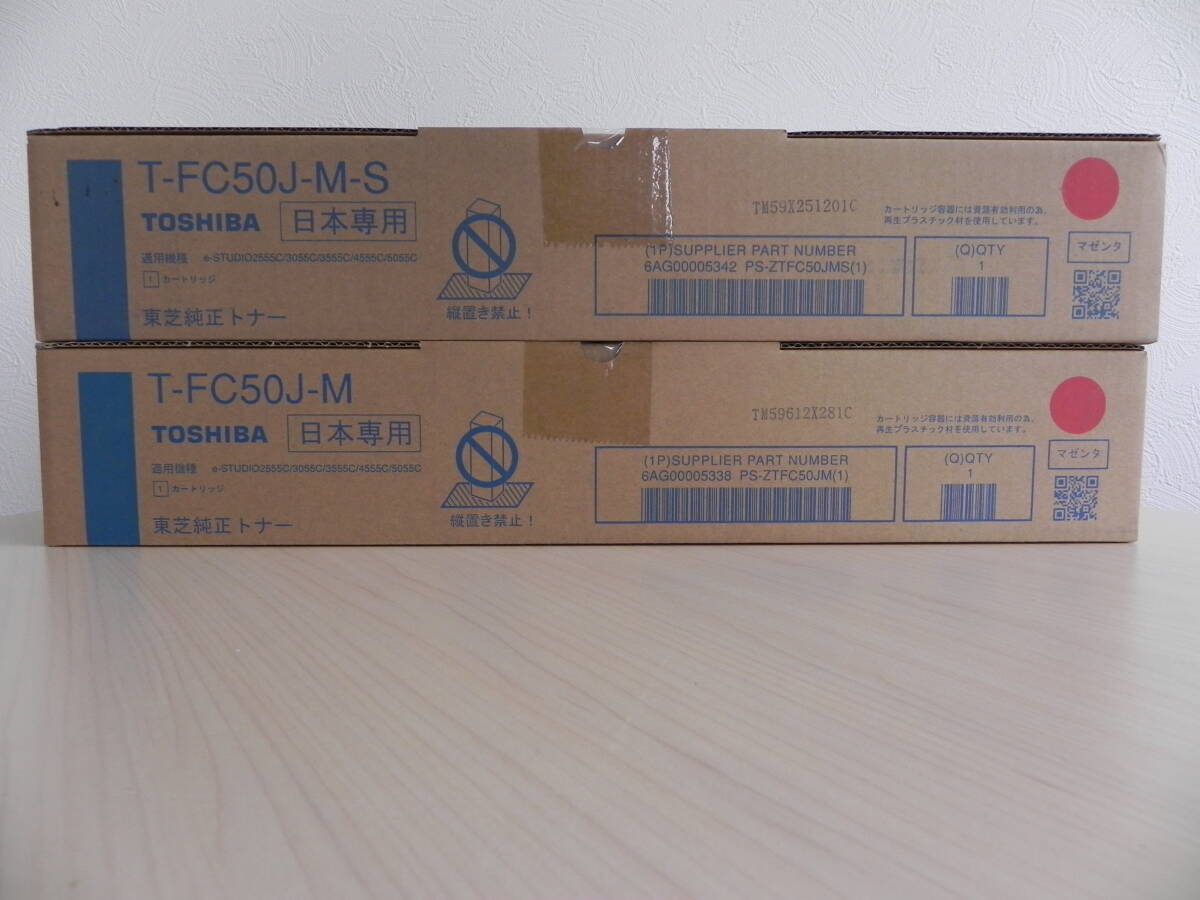 T-FC50J-M-S
TOSHIBA 日本専用
適用機種 e-STUDIO2555C/3055C/3555C/4555C/5055C
1 カートリッジ
東芝純正トナー
縦置き禁止!
TM59X251201C
(1P)SUPPLIER PART NUMBER
6AG00005342 PS-ZTFC50JMS(1)
(Q)QTY
1
カートリッジ容器には資源有効利用の為、
再生プラスチック材を使用しています。
マゼンタ
T-FC50J-M
TOSHIBA 日本専用
適用機種 e-STUDIO2555C/3055C/3555C/4555C/5055C
1 カートリッジ
東芝純正トナー
縦置き禁止!
TM59612X281C
(1P)SUPPLIER PART NUMBER
6AG00005338 PS-ZTFC50JM(1)
(Q)QTY
1
カートリッジ容器には資源有効利用の為、
再生プラスチック材を使用しています。
マゼンタ